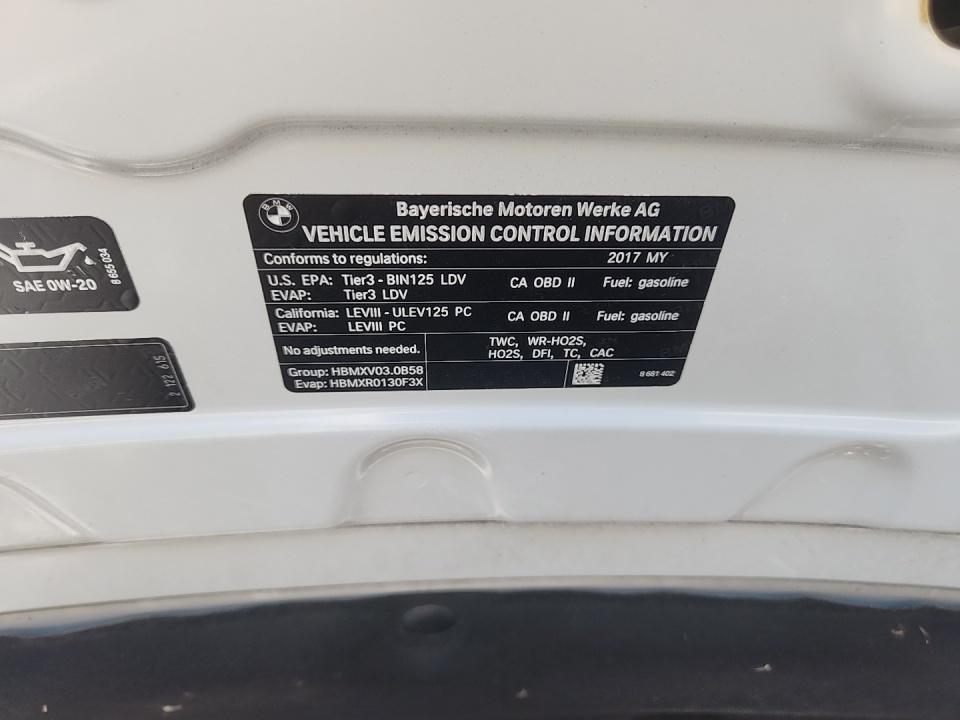 BMW
Bayerische Motoren Werke AG
VEHICLE EMISSION CONTROL INFORMATION
Conforms to regulations: 2017 MY
U.S. EPA: Tier3 - BIN125 LDV CA OBD II Fuel: gasoline
EVAP: Tier3 LDV
California: LEVIII - ULEV125 PC CA OBD II Fuel: gasoline
EVAP: LEVIII PC
No adjustments needed.
TWC, WR-HO2S,
HO2S, DFI, TC, CAC
Group: HBMXV03.0B58
Evap: HBMXR0130F3X
8 681 402
SAE 0W-20
8 655 034
2 122 615